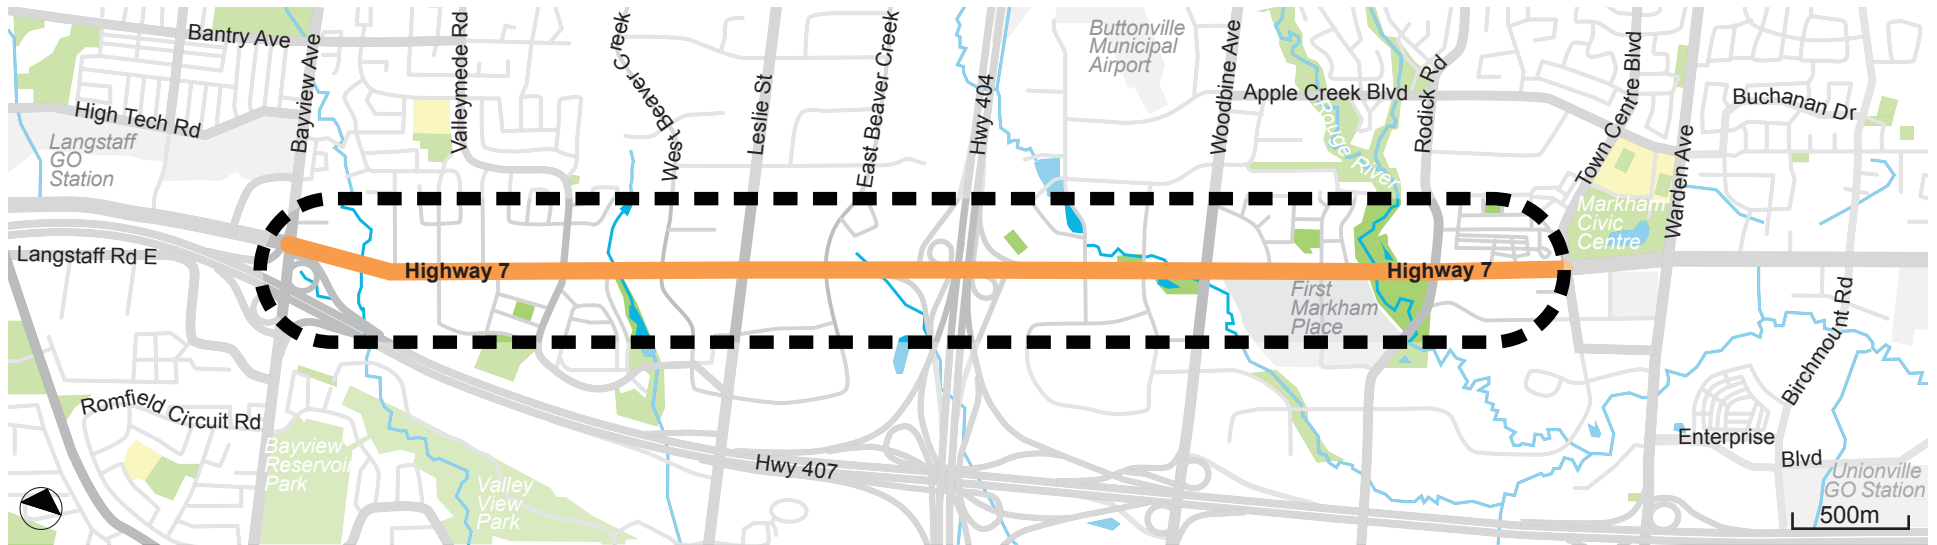 Bantry Ave
Bayview Ave
Valleymede Rd
West Beaver Creek
Leslie St
East Beaver Creek
Hwy 404
Buttonville
Municipal
Airport
Woodbine Ave
Apple Creek Blvd
Rouge River
Rodick Rd
Town Centre Blvd
Warden Ave
Buchanan Dr
High Tech Rd
Langstaff
GO
Station
Markham
Civic
Centre
Langstaff Rd E
Highway 7
Highway 7
First
Markham
Place
Birchmount Rd
Romfield Circuit Rd
Bayview
Reservoir
Park
Valley
View
Park
Hwy 407
Enterprise
Blvd
Unionville
GO Station
500m